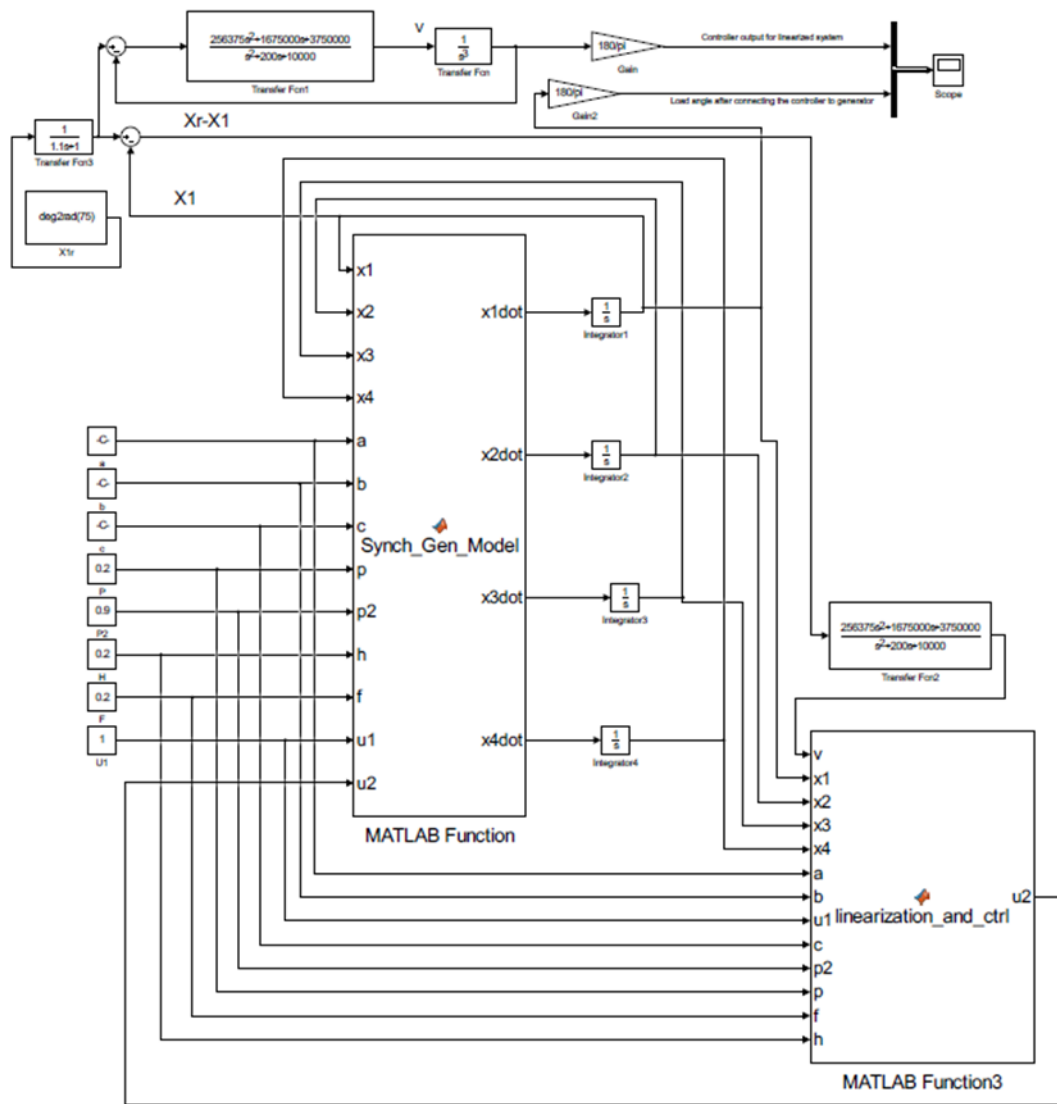 256375s²+1675000s+3750000
s²+200s+10000
Transfer Fcn1
V
1
s³
Transfer Fcn
180/pi
Gain
Controller output for linearized system
180/pi
Gain2
Load angle after connecting the controller to generator
Scope
1
1.1s+1
Transfer Fcn3
Xr-X1
deg2rad(75)
X1r
X1
x1
x2
x3
x4
a
b
c
p
p2
h
f
u1
u2
Synch_Gen_Model
x1dot
x2dot
x3dot
x4dot
MATLAB Function
1
s
Integrator1
1
s
Integrator2
1
s
Integrator3
1
s
Integrator4
-C-
a
-C-
b
-C-
c
0.2
P
0.9
P2
0.2
H
0.2
F
1
U1
256375s²+1675000s+3750000
s²+200s+10000
Transfer Fcn2
v
x1
x2
x3
x4
a
b
u1
c
p2
p
f
h
linearization_and_ctrl
u2
MATLAB Function3